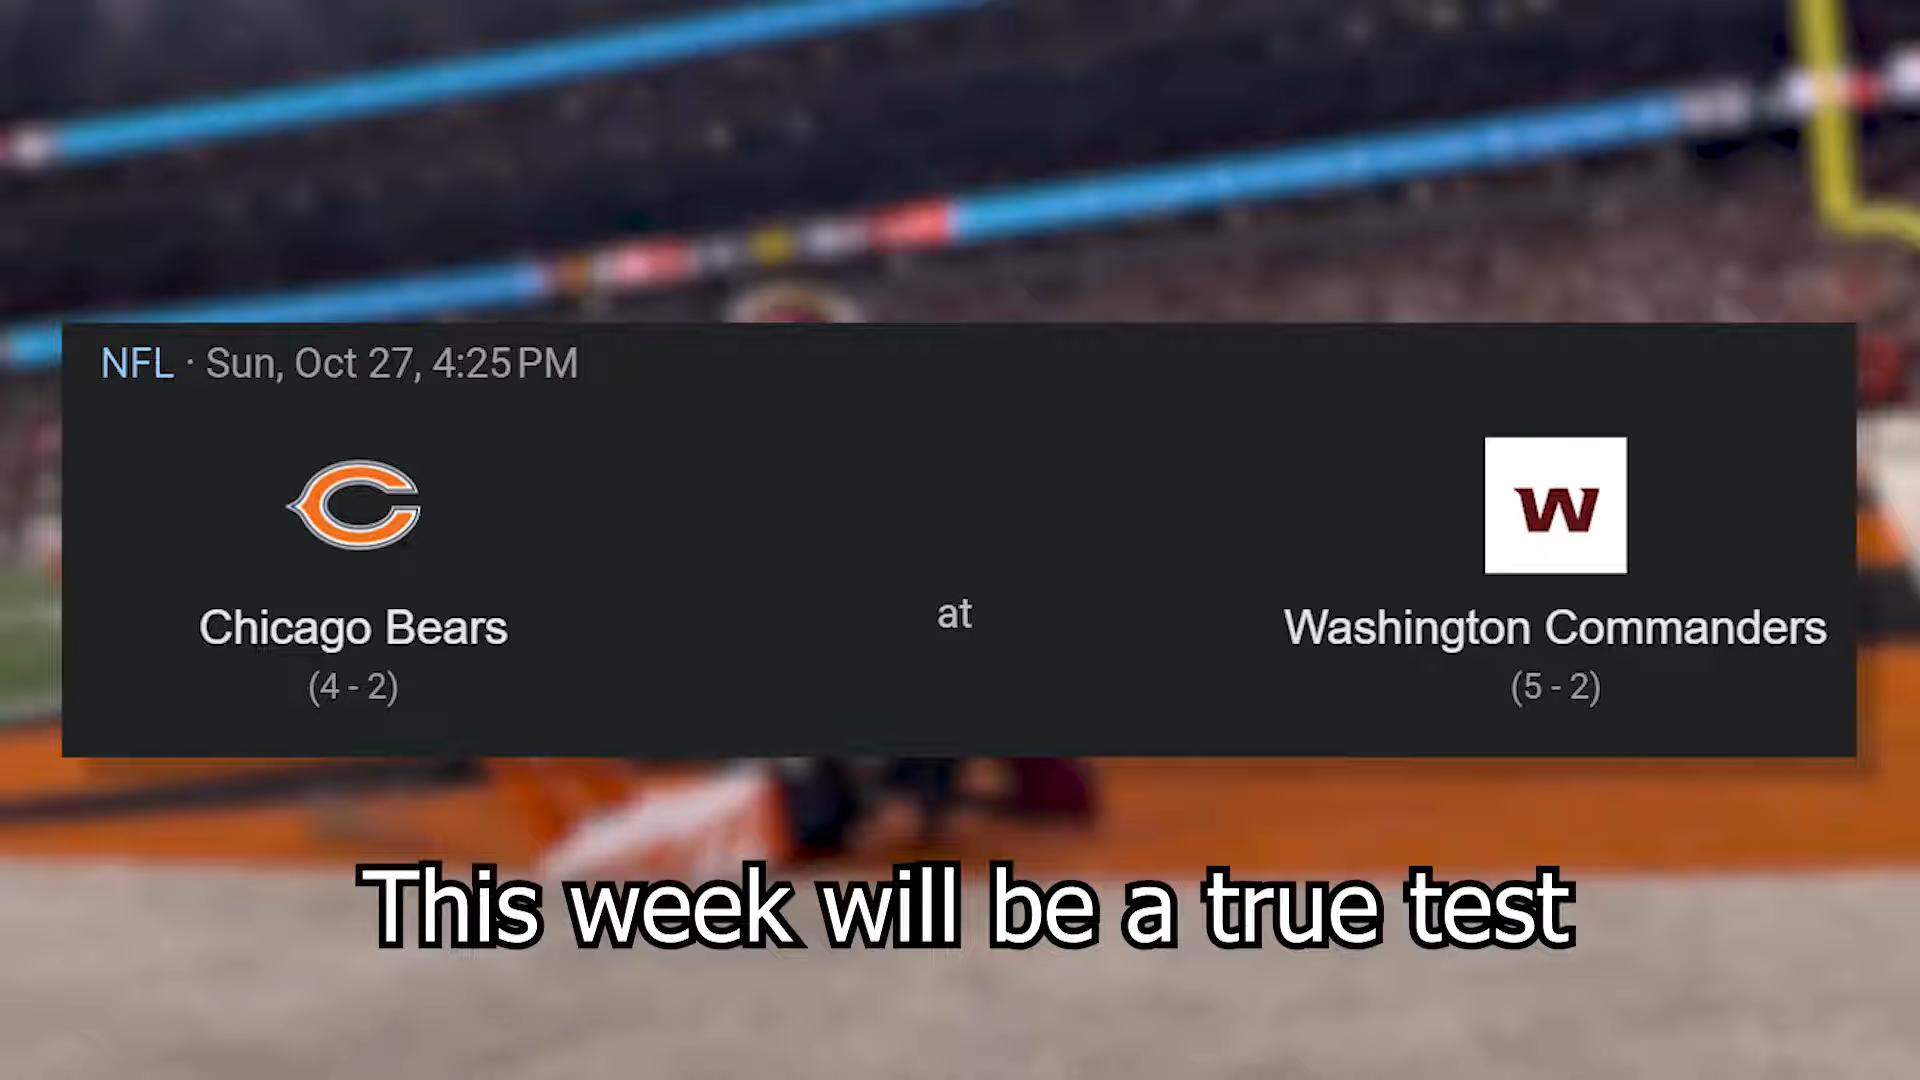 NFL · Sun, Oct 27, 4:25 PM
W
Chicago Bears
at
Washington Commanders
(4 - 2)
(5 - 2)
This week will be a true test